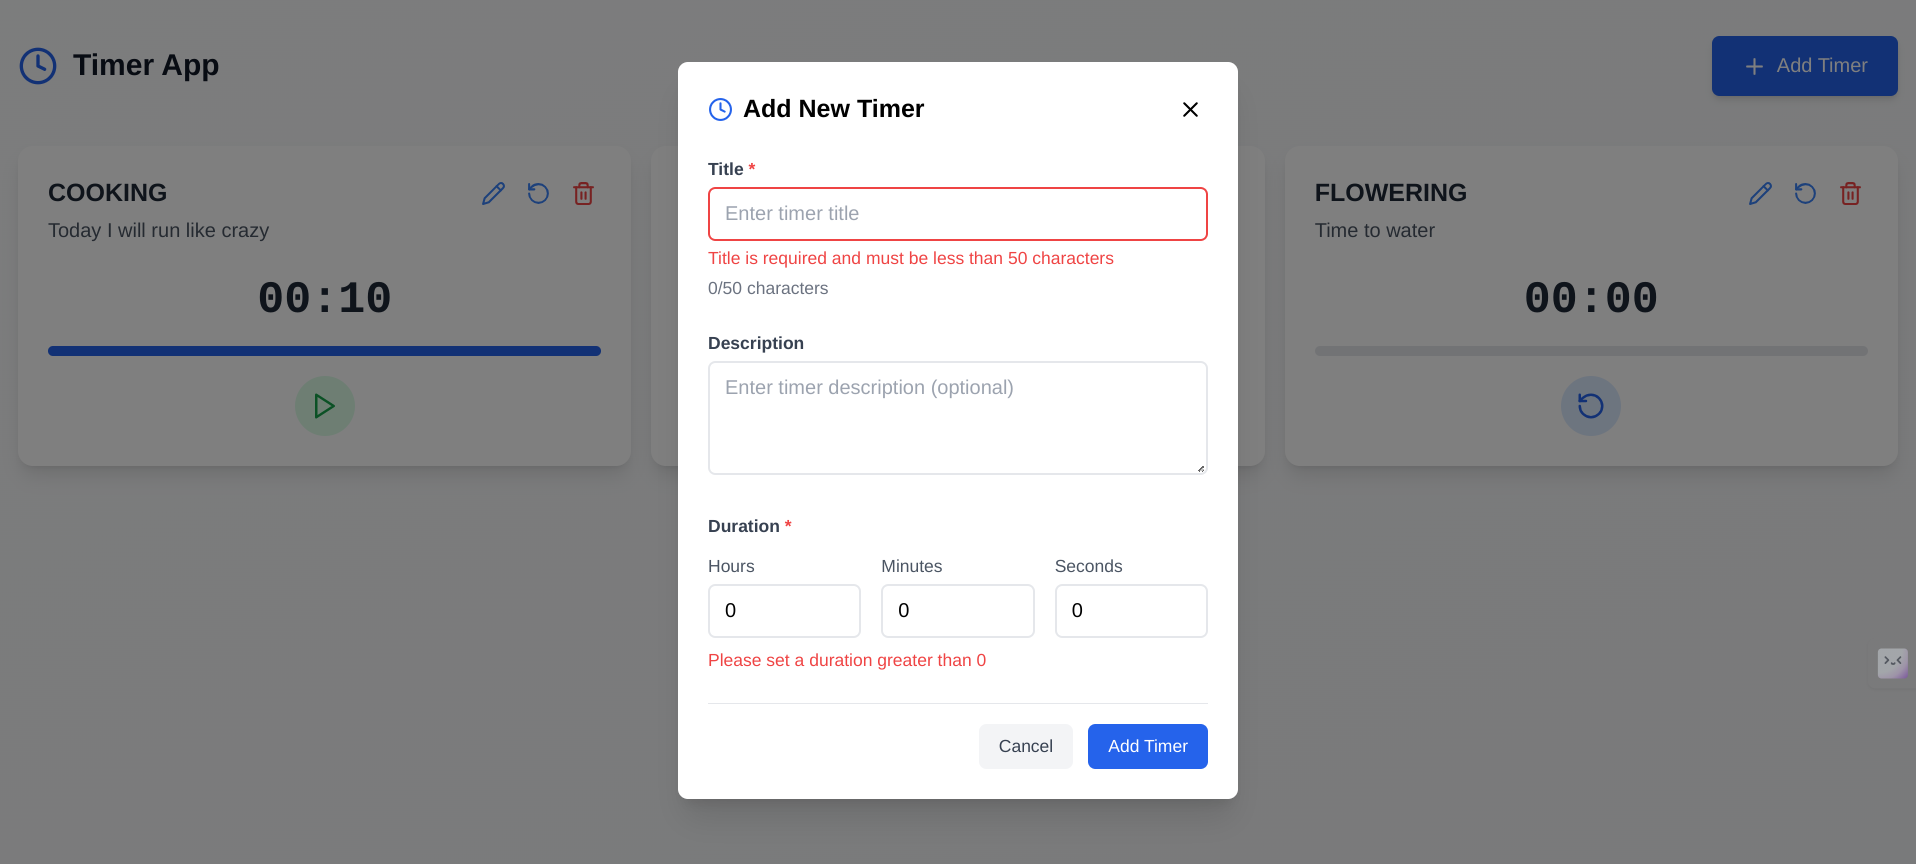 Timer App
Add Timer
COOKING
Today I will run like crazy
00:10
FLOWERING
Time to water
00:00
Add New Timer
Title *
Enter timer title
Title is required and must be less than 50 characters
0/50 characters
Description
Enter timer description (optional)
Duration *
Hours Minutes Seconds
0 0 0
Please set a duration greater than 0
Cancel Add Timer